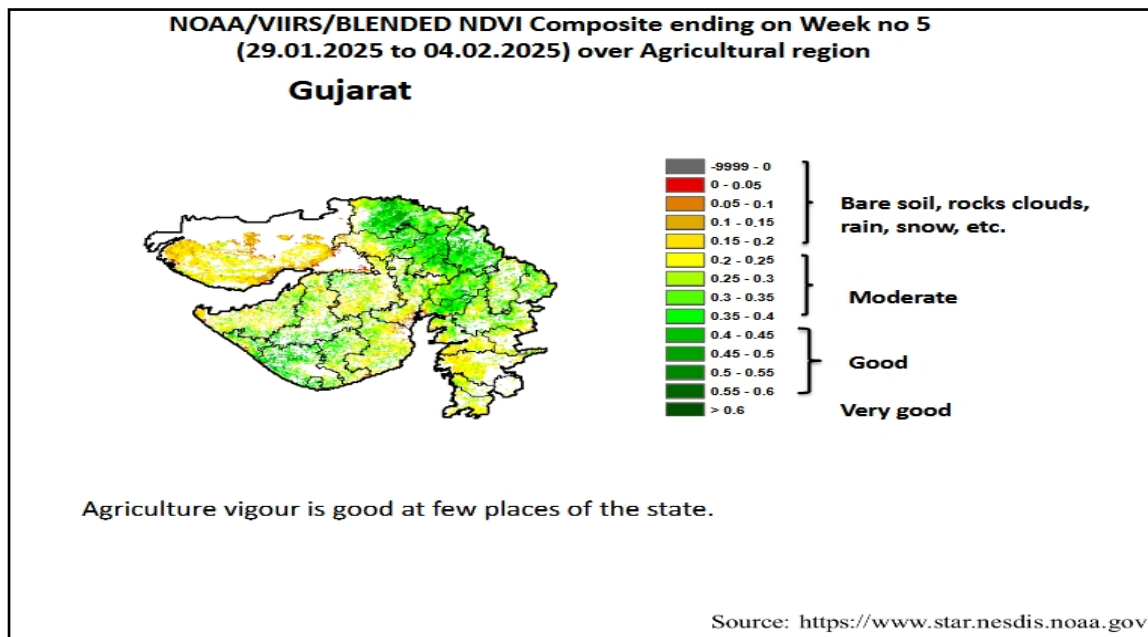 NOAA/VIIRS/BLENDED NDVI Composite ending on Week no 5
(29.01.2025 to 04.02.2025) over Agricultural region
Gujarat
-9999 - 0
0 - 0.05
0.05 - 0.1
0.1 - 0.15
0.15 - 0.2
0.2 - 0.25
0.25 - 0.3
0.3 - 0.35
0.35 - 0.4
0.4 - 0.45
0.45 - 0.5
0.5 - 0.55
0.55 - 0.6
> 0.6
Bare soil, rocks clouds,
rain, snow, etc.
Moderate
Good
Very good
Agriculture vigour is good at few places of the state.
Source: https://www.star.nesdis.noaa.gov